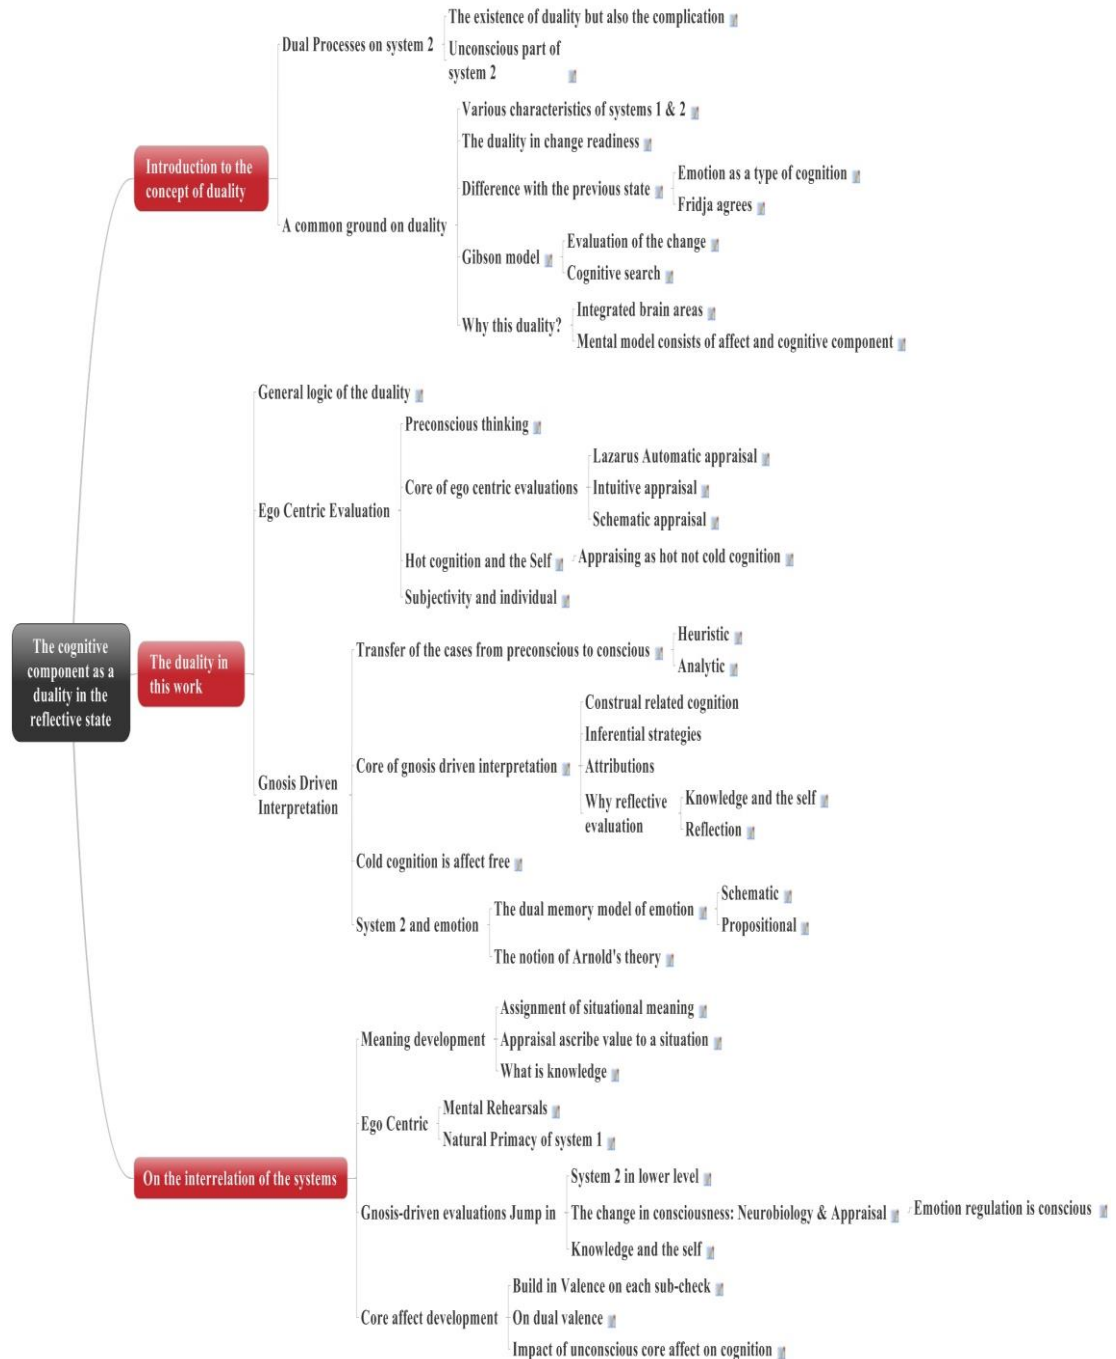 The cognitive
component as a
duality in the
reflective state
Introduction to the
concept of duality
Dual Processes on system 2
The existence of duality but also the complication
Unconscious part of
system 2
A common ground on duality
Various characteristics of systems 1 & 2
The duality in change readiness
Difference with the previous state
Emotion as a type of cognition
Fridja agrees
Gibson model
Evaluation of the change
Cognitive search
Why this duality?
Integrated brain areas
Mental model consists of affect and cognitive component
The duality in
this work
General logic of the duality
Ego Centric Evaluation
Preconscious thinking
Core of ego centric evaluations
Lazarus Automatic appraisal
Intuitive appraisal
Schematic appraisal
Hot cognition and the Self
Appraising as hot not cold cognition
Subjectivity and individual
Gnosis Driven
Interpretation
Transfer of the cases from preconscious to conscious
Heuristic
Analytic
Core of gnosis driven interpretation
Construal related cognition
Inferential strategies
Attributions
Why reflective
evaluation
Knowledge and the self
Reflection
Cold cognition is affect free
System 2 and emotion
The dual memory model of emotion
Schematic
Propositional
The notion of Arnold's theory
On the interrelation of the systems
Meaning development
Assignment of situational meaning
Appraisal ascribe value to a situation
What is knowledge
Ego Centric
Mental Rehearsals
Natural Primacy of system 1
Gnosis-driven evaluations Jump in
System 2 in lower level
The change in consciousness: Neurobiology & Appraisal
Emotion regulation is conscious
Knowledge and the self
Core affect development
Build in Valence on each sub-check
On dual valence
Impact of unconscious core affect on cognition